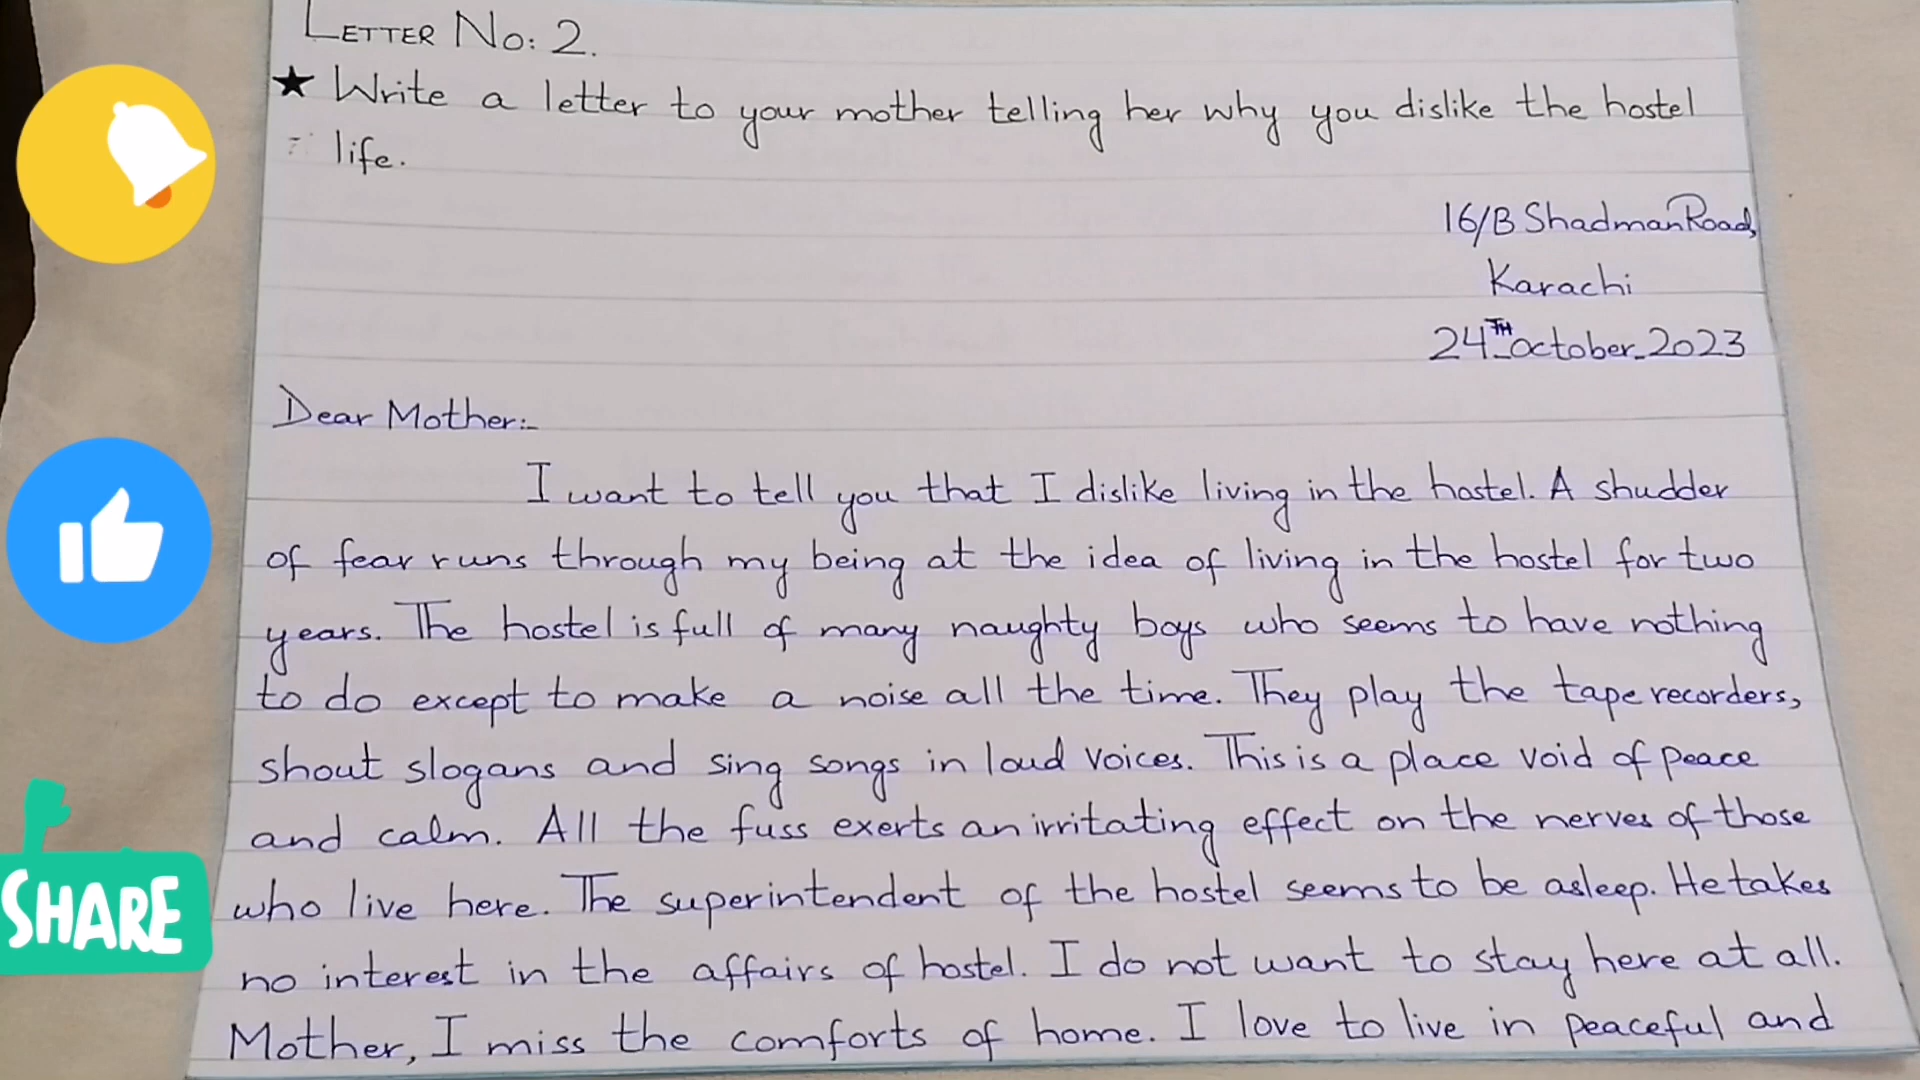 LETTER No: 2.
★ Write a letter to your mother telling her why you dislike the hostel
life.
16/B Shadman Road,
Karachi
24TH October 2023
Dear Mother:-
I want to tell you that I dislike living in the hostel. A shudder
of fear runs through my being at the idea of living in the hostel for two
years. The hostel is full of many naughty boys who seems to have nothing
to do except to make a noise all the time. They play the tape recorders,
shout slogans and sing songs in loud voices. This is a place void of peace
and calm. All the fuss exerts an irritating effect on the nerves of those
who live here. The superintendent of the hostel seems to be asleep. He takes
no interest in the affairs of hostel. I do not want to stay here at all.
Mother, I miss the comforts of home. I love to live in peaceful and
SHARE